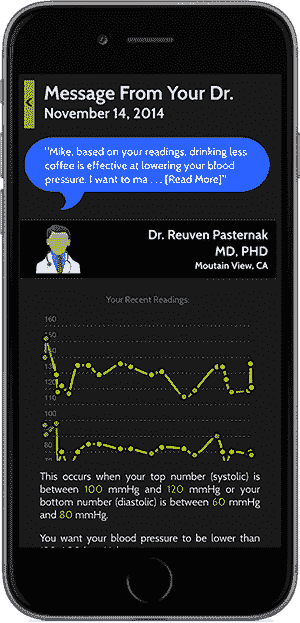 Message From Your Dr.
November 14, 2014
"Mike, based on your readings, drinking less
coffee is effective at lowering your blood
pressure. I want to ma . . . [Read More]"
Dr. Reuven Pasternak
MD, PHD
Moutain View, CA
Your Recent Readings:
160
150
140
130
120
110
100
90
80
70
This occurs when your top number (systolic) is
between 100 mmHg and 120 mmHg or your
bottom number (diastolic) is between 60 mmHg
and 80 mmHg.
You want your blood pressure to be lower than